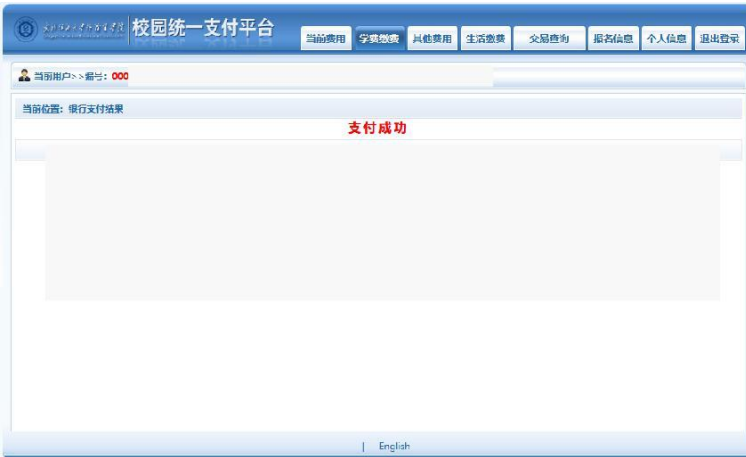 校园统一支付平台
当前费用 学费缴费 其他费用 生活缴费 交易查询 报名信息 个人信息 退出登录
当前用户>>编号: 000
当前位置: 银行支付结果
支付成功
| English